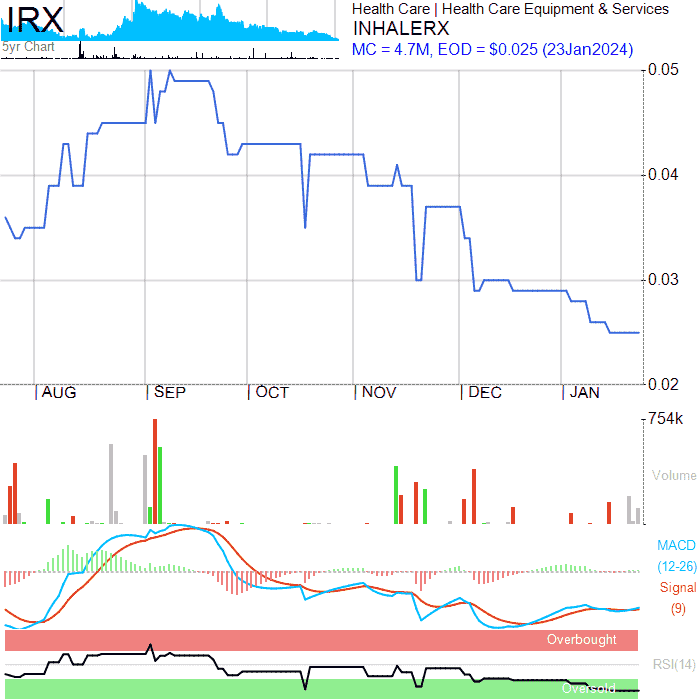 IRX
5yr Chart
Health Care | Health Care Equipment & Services
INHALERX
MC = 4.7M, EOD = $0.025 (23Jan2024)
0.05
0.04
0.03
0.02
AUG SEP OCT NOV DEC JAN
754k
Volume
MACD
(12-26)
Signal
(9)
Overbought
RSI(14)
Oversold